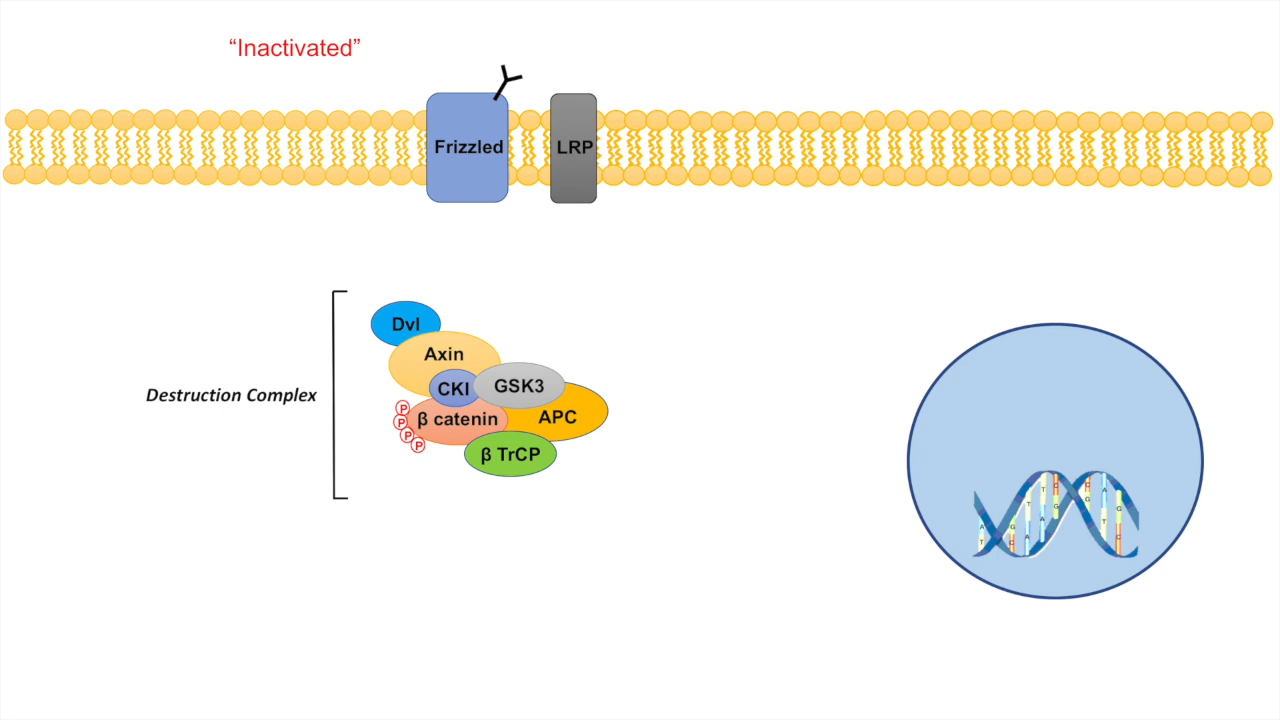 “Inactivated”
Frizzled
LRP
Dvl
Axin
CKI
GSK3
Destruction Complex
β catenin
APC
P
P
P
P
β TrCP
A
T
G
C
T
A
T
A
C
G
C
G
A
T
G
C